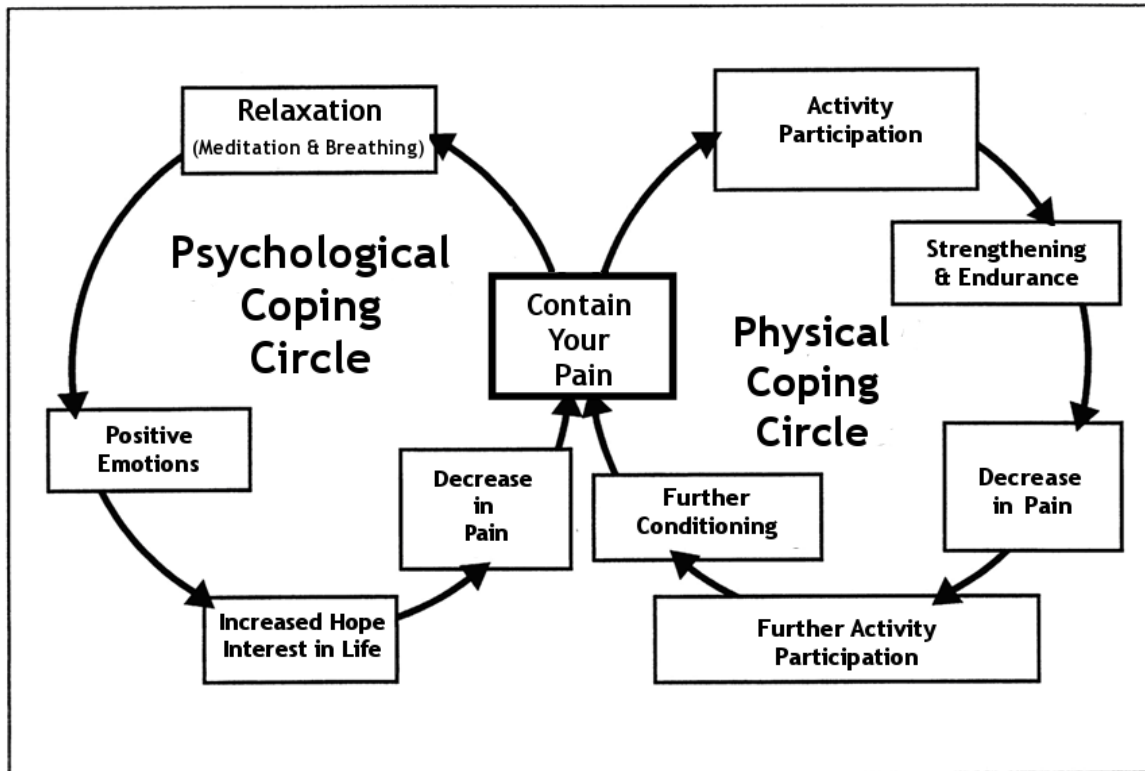 Relaxation
(Meditation & Breathing)
Psychological
Coping
Circle
Positive
Emotions
Increased Hope
Interest in Life
Decrease
in
Pain
Contain
Your
Pain
Activity
Participation
Strengthening
& Endurance
Physical
Coping
Circle
Decrease
in Pain
Further Activity
Participation
Further
Conditioning